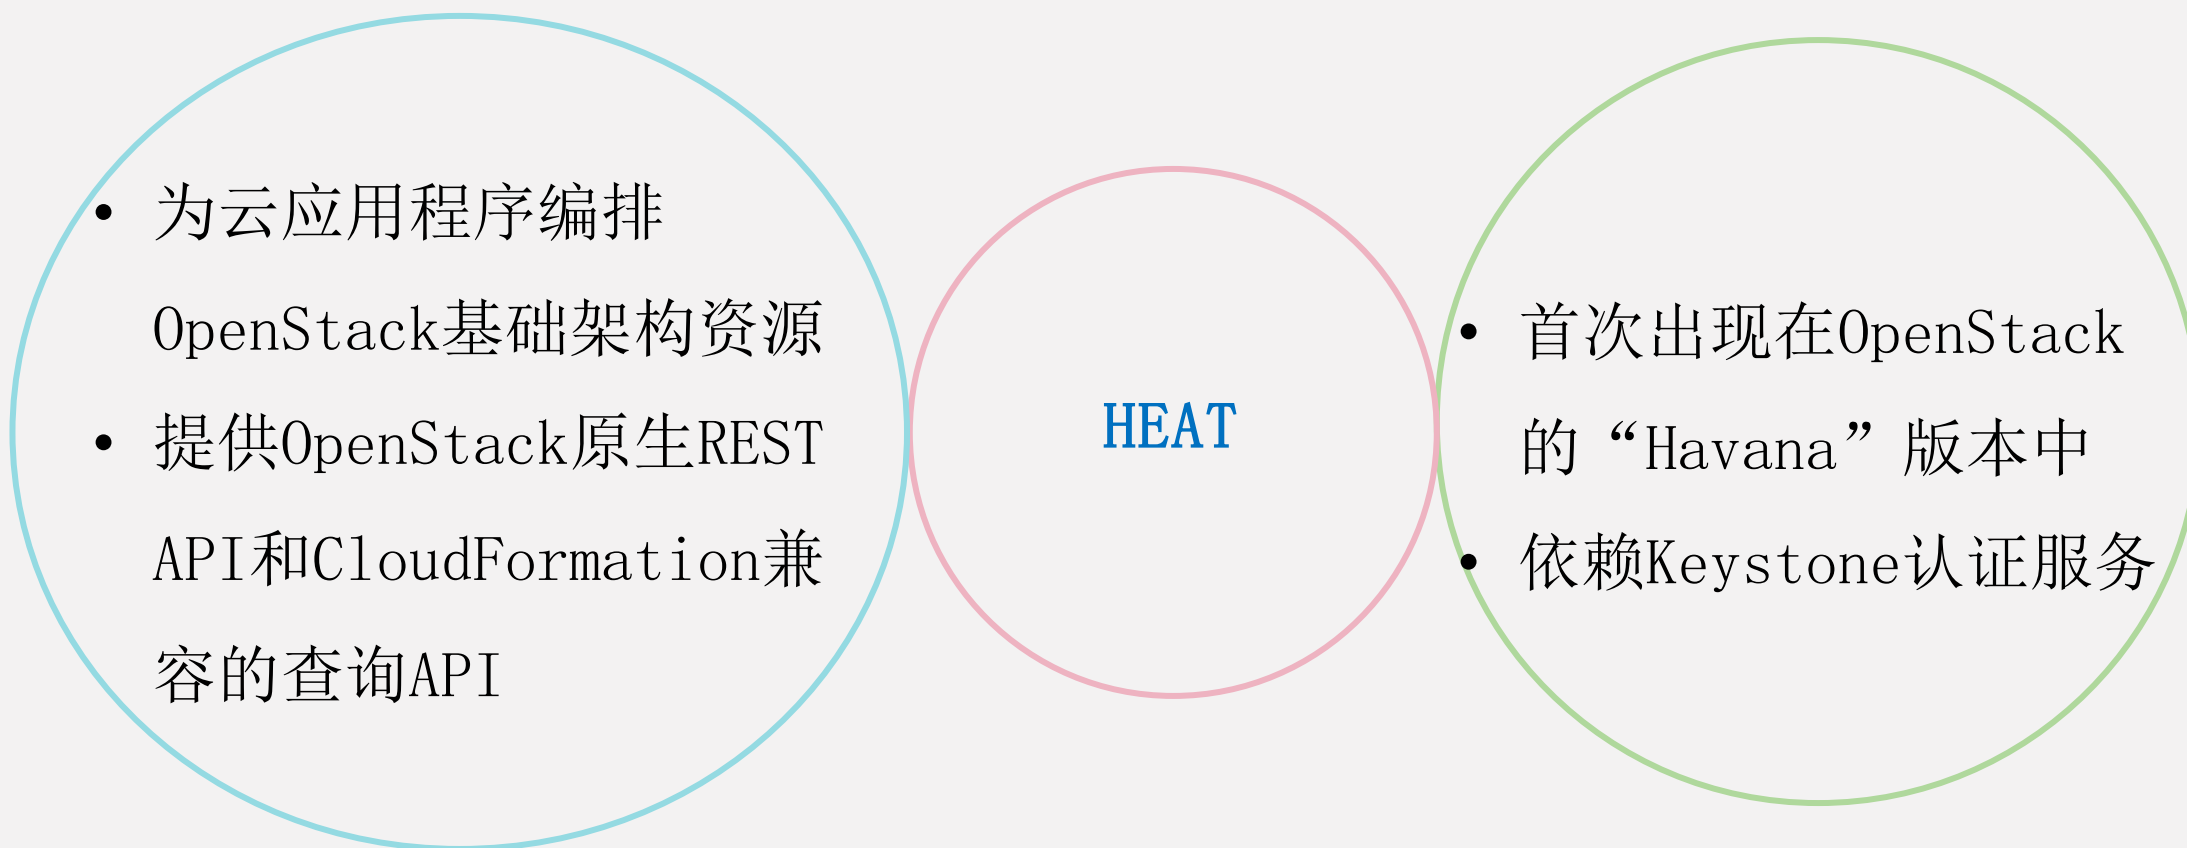 • 为云应用程序编排
OpenStack基础架构资源
• 提供OpenStack原生REST
API和CloudFormation兼
容的查询API
HEAT
• 首次出现在OpenStack
的“Havana”版本中
• 依赖Keystone认证服务